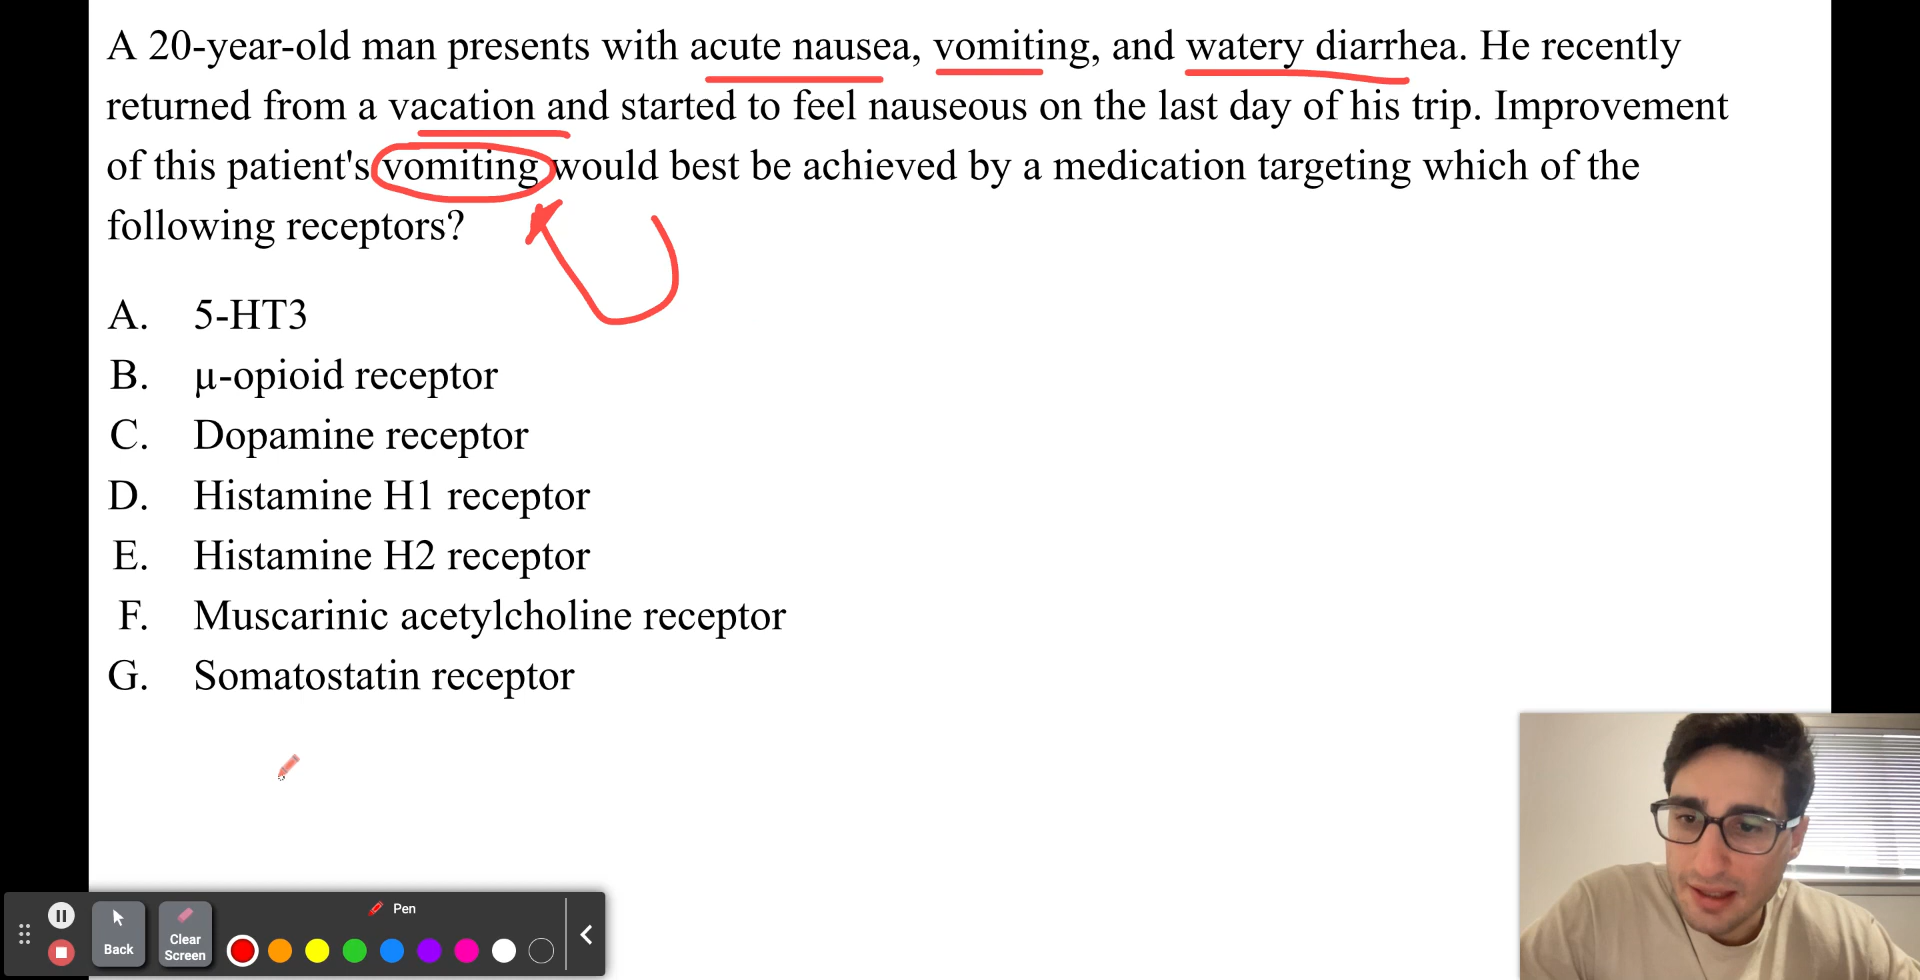 A 20-year-old man presents with acute nausea, vomiting, and watery diarrhea. He recently
returned from a vacation and started to feel nauseous on the last day of his trip. Improvement
of this patient's vomiting would best be achieved by a medication targeting which of the
following receptors?
A. 5-HT3
B. μ-opioid receptor
C. Dopamine receptor
D. Histamine H1 receptor
E. Histamine H2 receptor
F. Muscarinic acetylcholine receptor
G. Somatostatin receptor
Pen
Back
Clear
Screen